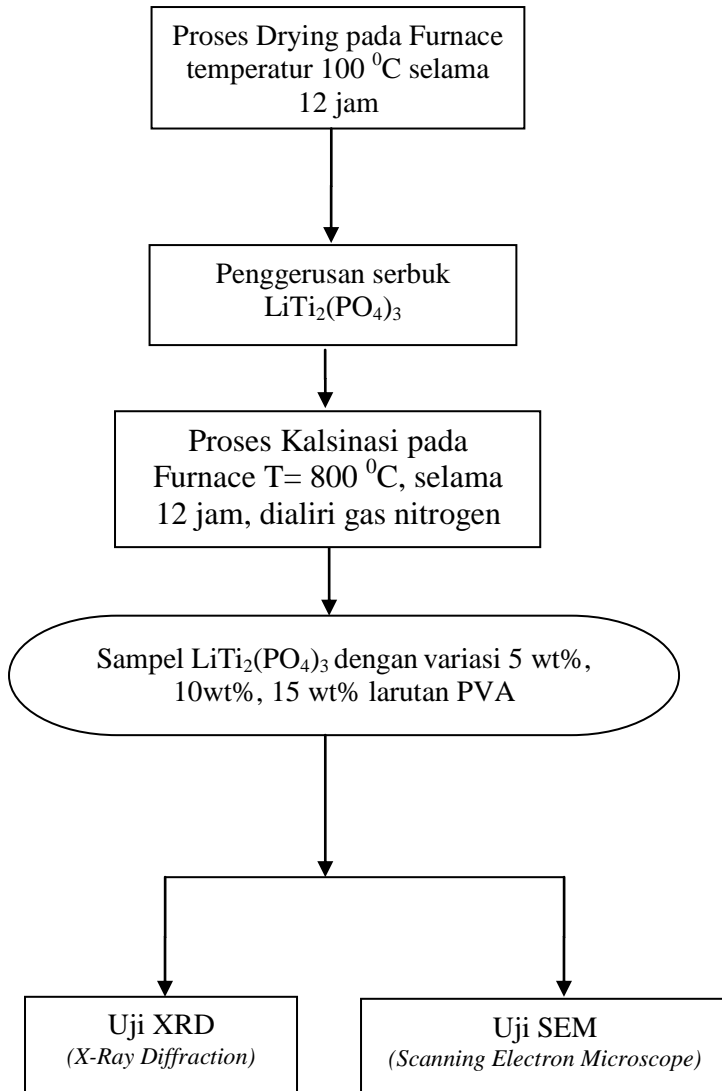 Proses Drying pada Furnace
temperatur 100 ⁰C selama
12 jam
Penggerusan serbuk
LiTi₂(PO₄)₃
Proses Kalsinasi pada
Furnace T= 800 ⁰C, selama
12 jam, dialiri gas nitrogen
Sampel LiTi₂(PO₄)₃ dengan variasi 5 wt%,
10wt%, 15 wt% larutan PVA
Uji XRD
(X-Ray Diffraction)
Uji SEM
(Scanning Electron Microscope)